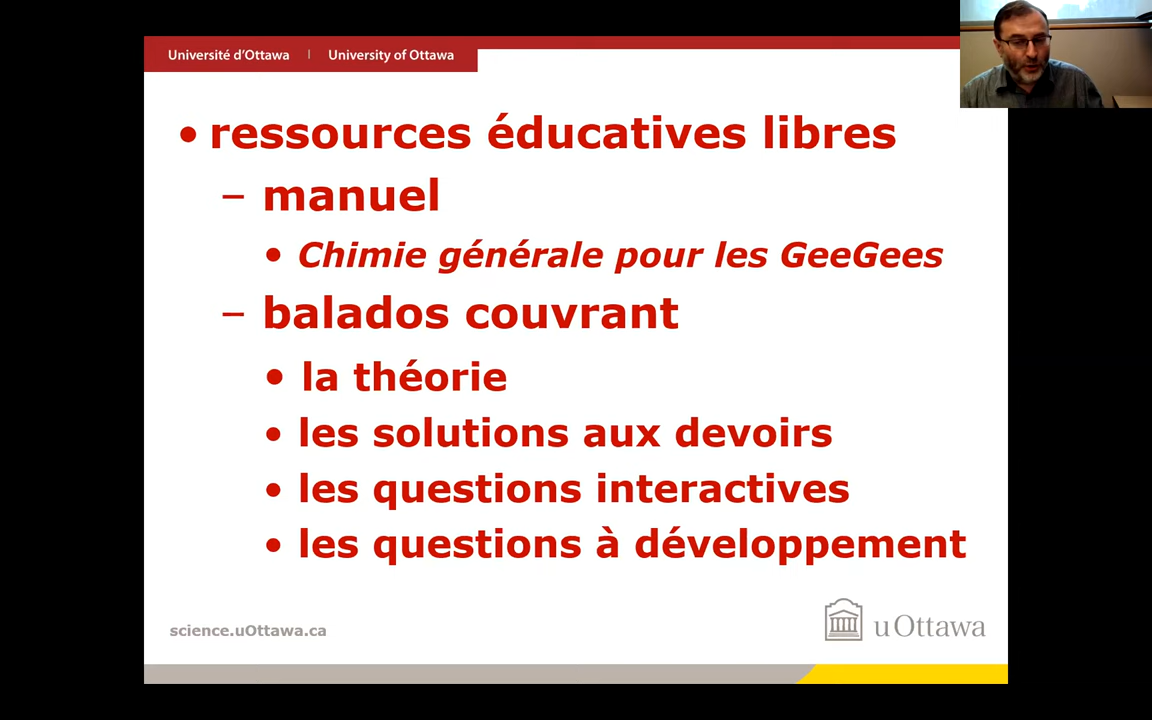 Université d'Ottawa | University of Ottawa
• ressources éducatives libres
– manuel
• Chimie générale pour les GeeGees
– balados couvrant
• la théorie
• les solutions aux devoirs
• les questions interactives
• les questions à développement
science.uOttawa.ca
uOttawa